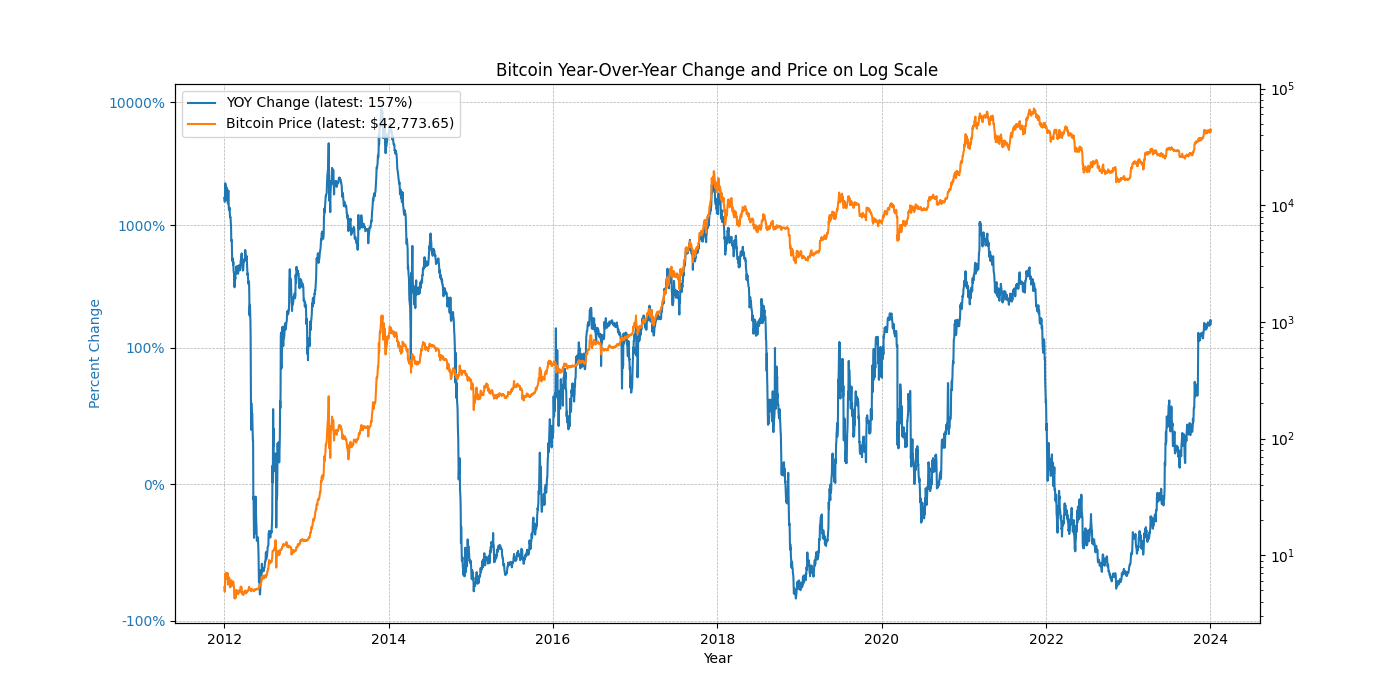 Bitcoin Year-Over-Year Change and Price on Log Scale
YOY Change (latest: 157%)
Bitcoin Price (latest: $42,773.65)
Percent Change
10000%
1000%
100%
0%
-100%
10^5
10^4
10^3
10^2
10^1
2012 2014 2016 2018 2020 2022 2024
Year